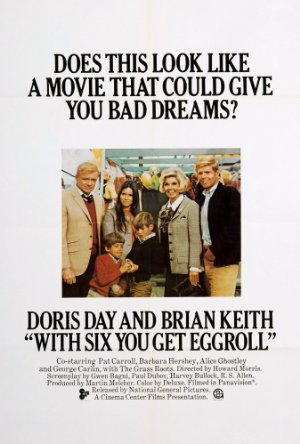 DOES THIS LOOK LIKE
A MOVIE THAT COULD GIVE
YOU BAD DREAMS?
DORIS DAY AND BRIAN KEITH
"WITH SIX YOU GET EGGROLL"
Co-starring Pat Carroll, Barbara Hershey, Alice Ghostley
and George Carlin, with The Grass Roots. Directed by Howard Morris.
Screenplay by Gwen Bagni, Paul Dubov, Harvey Bullock, R. S. Allen.
Produced by Martin Melcher. Color by Deluxe. Filmed in Panavision®.
Released by National General Pictures.
A Cinema Center Films Presentation.